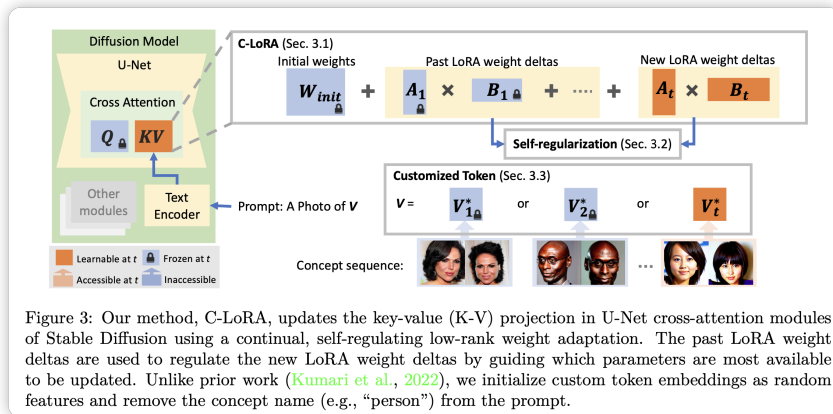 Diffusion Model
U-Net
Cross Attention
Q KV
Other modules
Text Encoder
Learnable at t Frozen at t
Accessible at t Inaccessible
C-LoRA (Sec. 3.1)
Initial weights Past LoRA weight deltas New LoRA weight deltas
W_init + A_1 × B_1 + ···· + A_t × B_t
Self-regularization (Sec. 3.2)
Customized Token (Sec. 3.3)
Prompt: A Photo of V
V = V_1^* or V_2^* or V_t^*
Concept sequence: ···
Figure 3: Our method, C-LoRA, updates the key-value (K-V) projection in U-Net cross-attention modules
of Stable Diffusion using a continual, self-regulating low-rank weight adaptation. The past LoRA weight
deltas are used to regulate the new LoRA weight deltas by guiding which parameters are most available
to be updated. Unlike prior work (Kumari et al., 2022), we initialize custom token embeddings as random
features and remove the concept name (e.g., “person”) from the prompt.